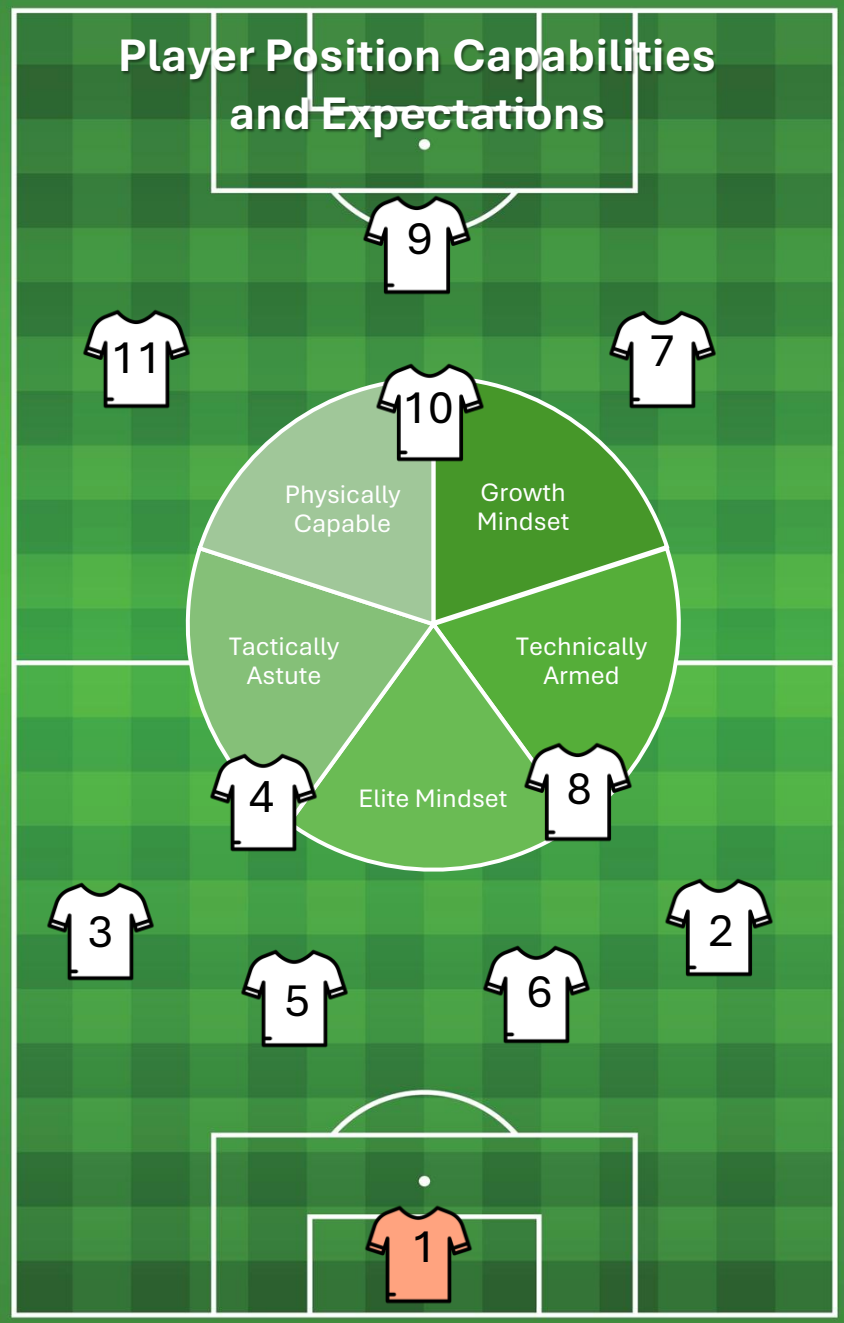 Player Position Capabilities
and Expectations
9
11
7
10
Physically
Capable
Growth
Mindset
Tactically
Astute
Technically
Armed
4
Elite Mindset
8
3
2
5
6
1